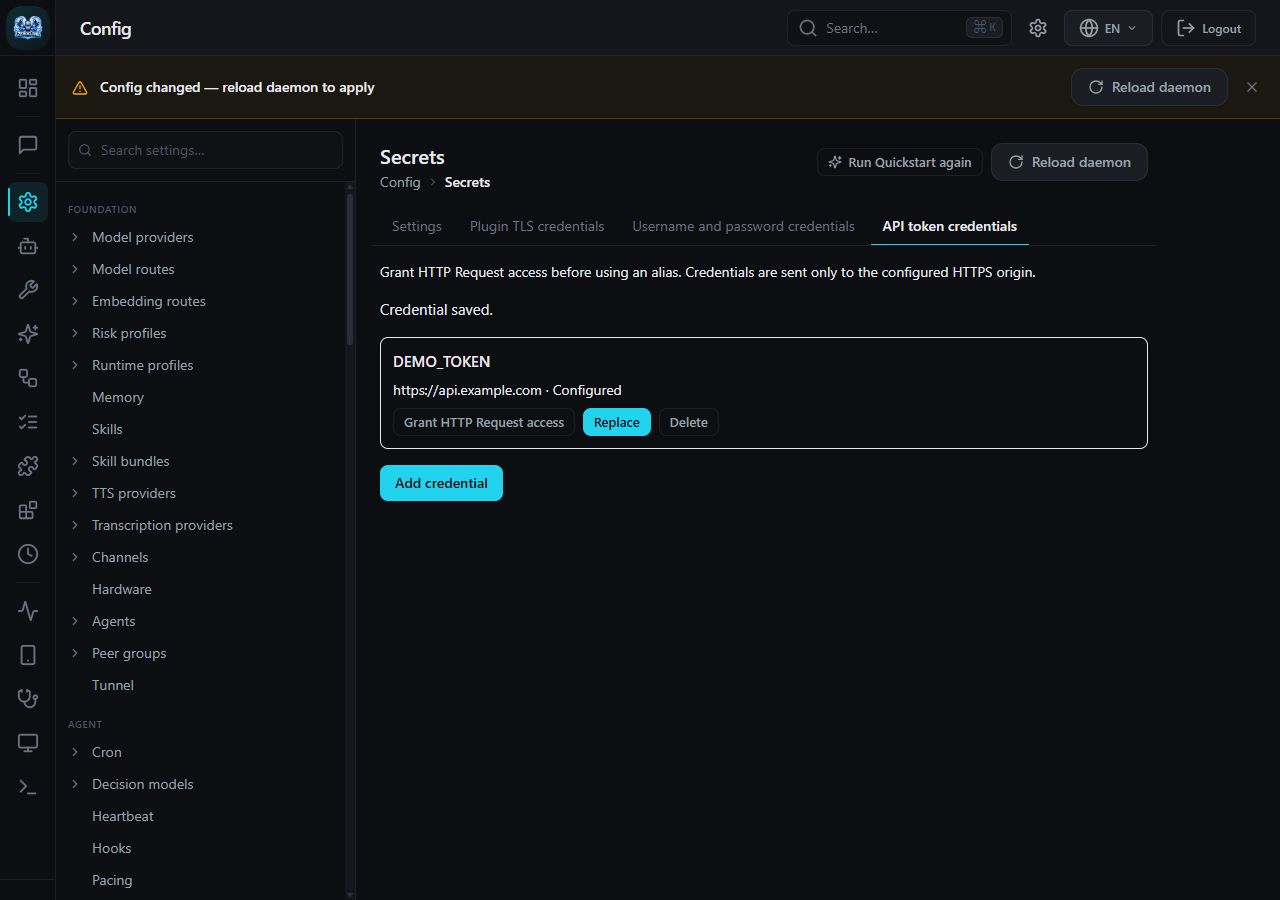 Config
Search...
⌘K
EN
Logout
Config changed — reload daemon to apply
Reload daemon
Search settings...
FOUNDATION
Model providers
Model routes
Embedding routes
Risk profiles
Runtime profiles
Memory
Skills
Skill bundles
TTS providers
Transcription providers
Channels
Hardware
Agents
Peer groups
Tunnel
AGENT
Cron
Decision models
Heartbeat
Hooks
Pacing
Secrets
Config › Secrets
Run Quickstart again
Reload daemon
Settings
Plugin TLS credentials
Username and password credentials
API token credentials
Grant HTTP Request access before using an alias. Credentials are sent only to the configured HTTPS origin.
Credential saved.
DEMO_TOKEN
https://api.example.com · Configured
Grant HTTP Request access
Replace
Delete
Add credential